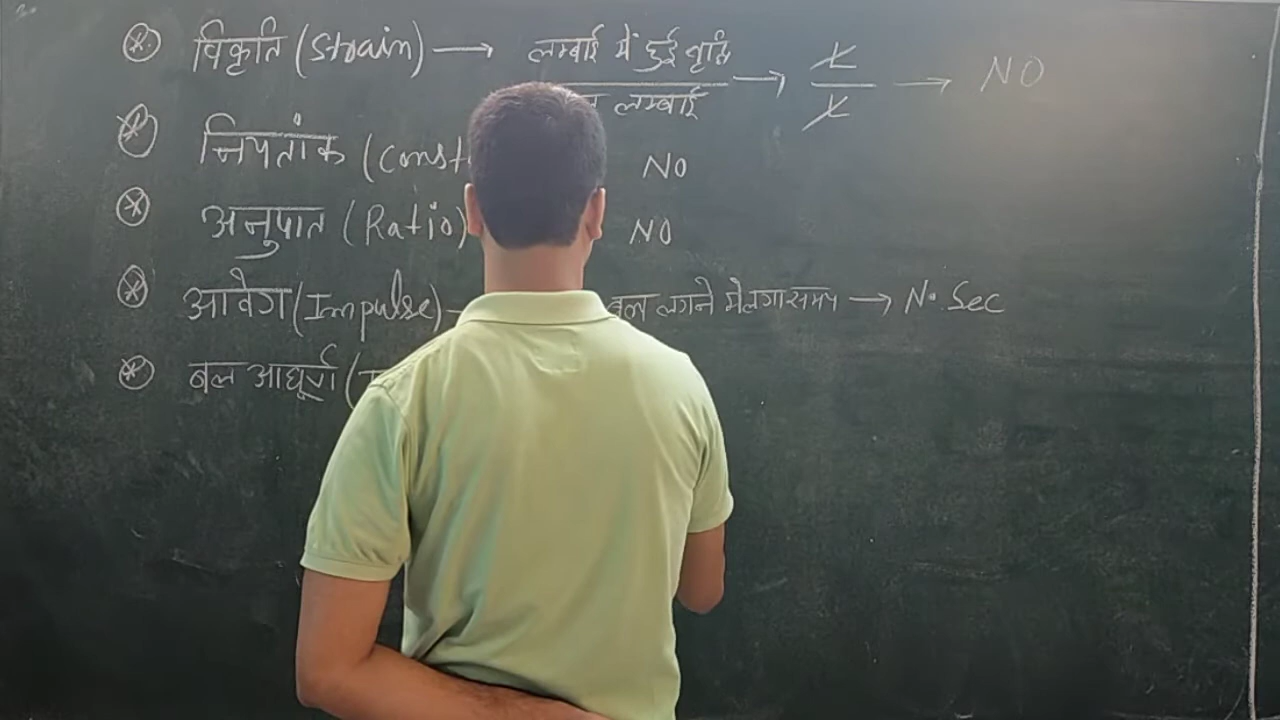 विकृति (Strain) → लम्बाई में हुई वृद्धि → L → NO
लम्बाई L
नियतांक (Const NO
अनुपात (Ratio) NO
आवेग (Impulse) बल लगने में लगा समय → N. Sec
बल आघूर्ण (